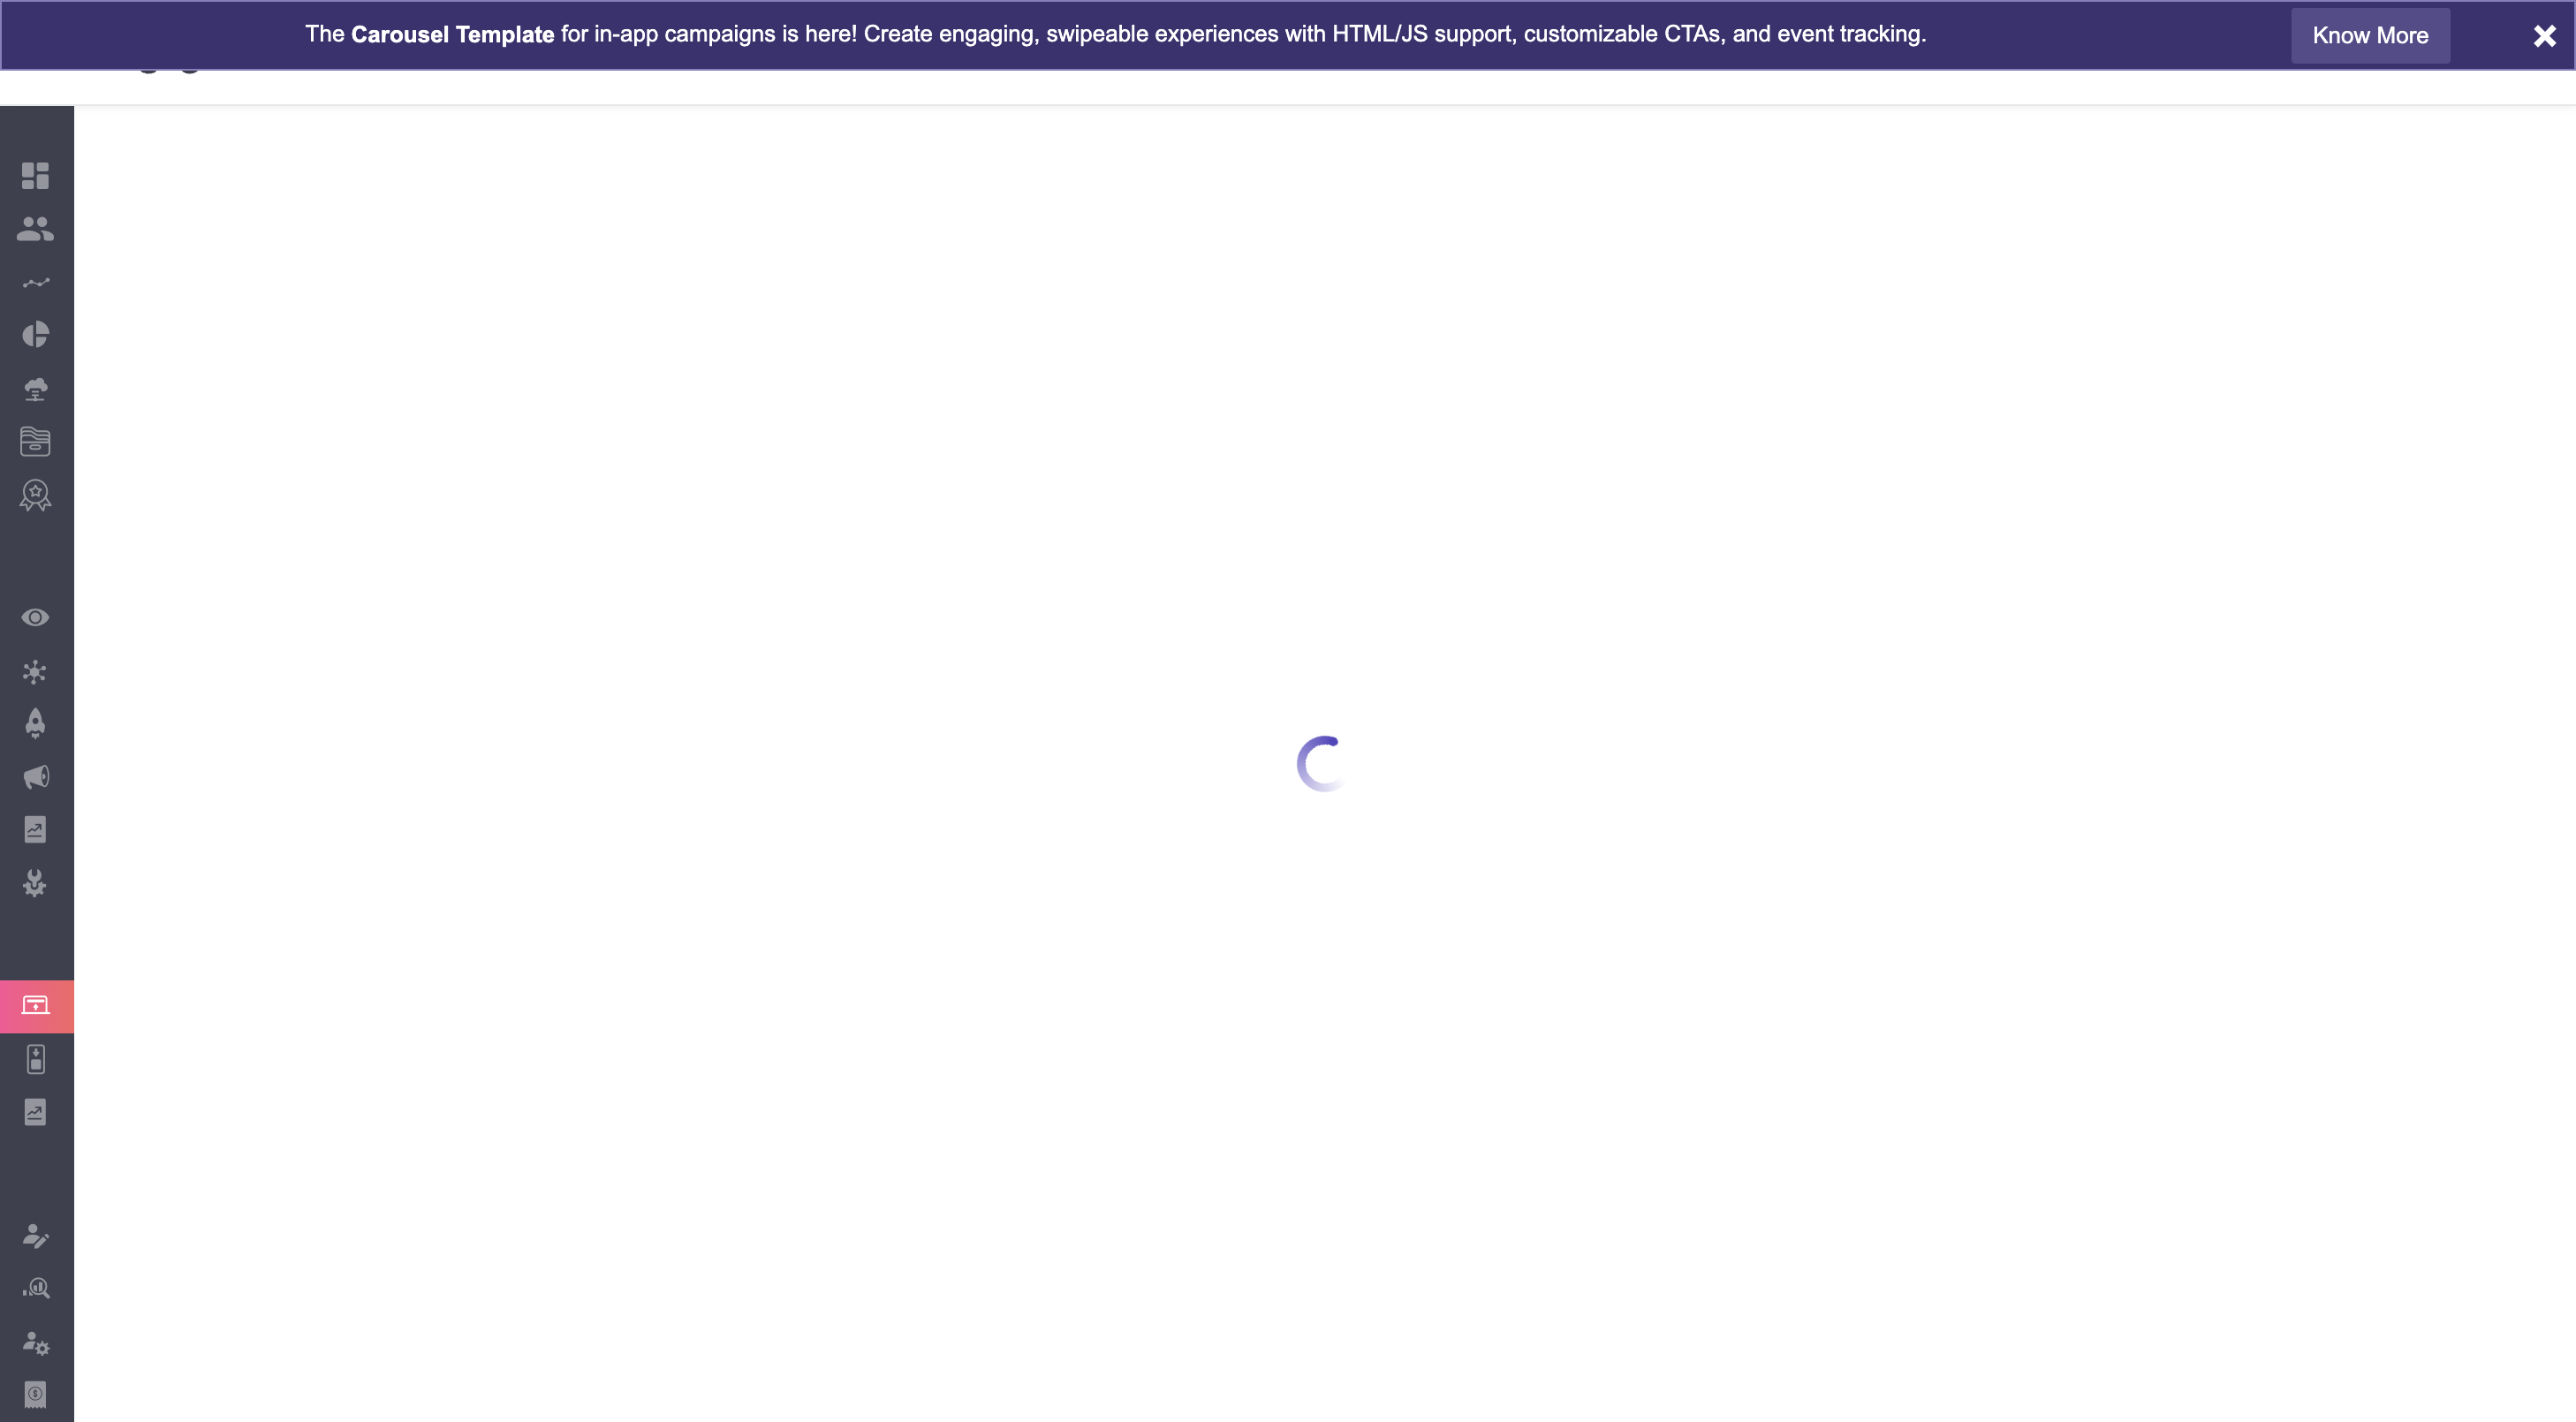 The Carousel Template for in-app campaigns is here! Create engaging, swipeable experiences with HTML/JS support, customizable CTAs, and event tracking.
Know More